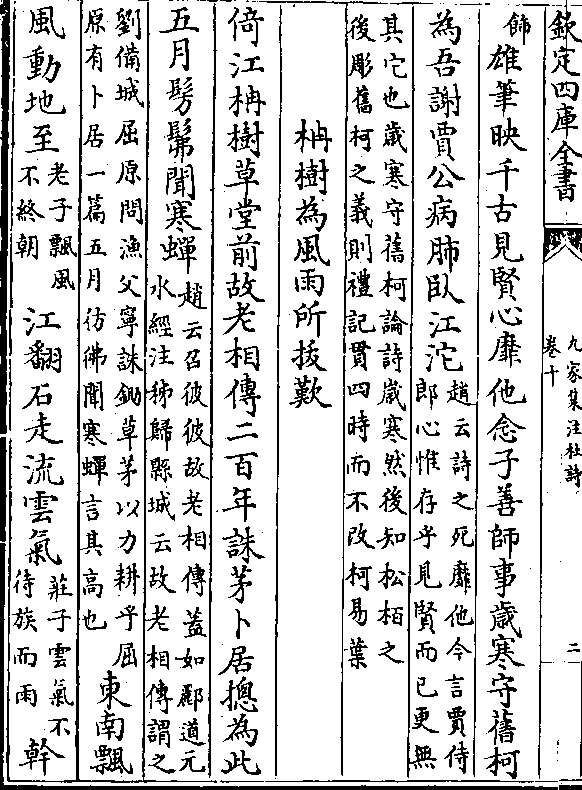 欽定四庫全書
九家集注杜詩
卷十
二
飾
雄筆映千古見賢心靡他念子善師事歲寒守舊柯
為吾謝賈公病肺臥江沱
趙云詩之死靡他今言賈侍
郎心惟存乎見賢而已更無
其它也歲寒守舊柯論詩歲寒然後知松栢之
後彫舊柯之義則禮記貫四時而不改柯易葉
柟樹為風雨所拔歎
倚江柟樹草堂前故老相傳二百年誅茅卜居摠為此
五月髣髴聞寒蟬
趙云召彼彼故老相傳蓋如酈道元
水經注秭歸縣城云故老相傳謂之
劉備城屈原問漁父寧誅鋤草茅以力耕乎屈
原有卜居一篇五月彷佛聞寒蟬言其高也
東南飄
風動地至
老子飄風
不終朝
江翻石走流雲氣
莊子雲氣不
待族而雨
幹